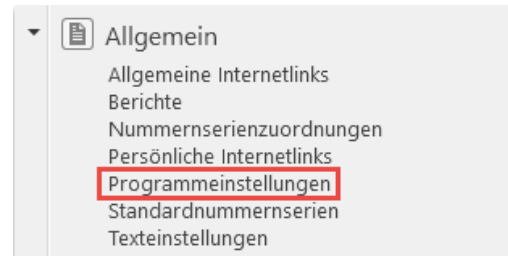 Allgemein
Allgemeine Internetlinks
Berichte
Nummernserienzuordnungen
Persönliche Internetlinks
Programmeinstellungen
Standardnummernserien
Texteinstellungen